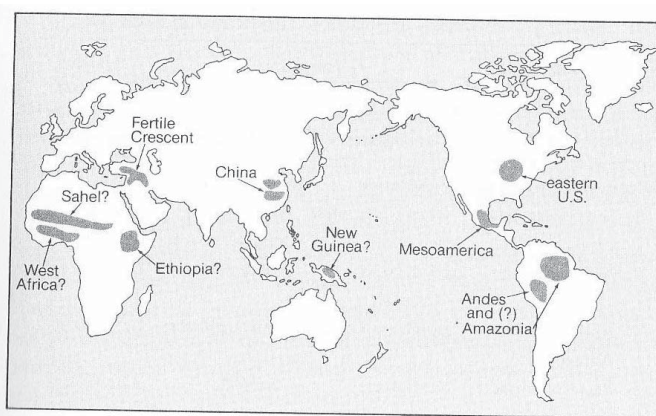 Fertile
Crescent
China
Sahel?
eastern
U.S.
New
Guinea?
Mesoamerica
West
Africa?
Ethiopia?
Andes
and (?)
Amazonia